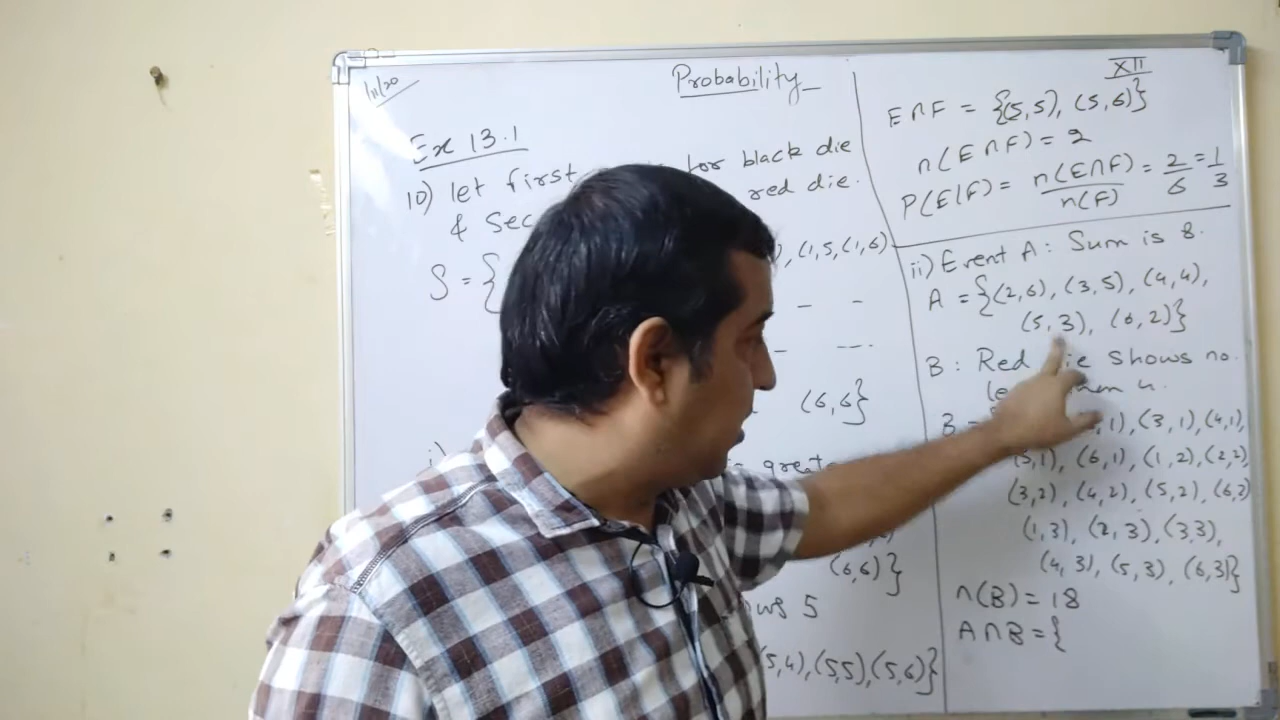 1/11/20
Probability
XII
Ex 13.1
10) let first for black die
& Sec red die.
S = { ), (1,5, (1,6)
— —
— ---
(6,6)}
i) greate
(6,6)}
ws 5
5,4), (5,5), (5,6)}
E∩F = {(5,5), (5,6)}
n(E∩F) = 2
P(E|F) = n(E∩F)/n(F) = 2/6 = 1/3
ii) Event A: Sum is 8.
A = {(2,6), (3,5), (4,4),
(5,3), (6,2)}
B: Red die Shows no.
4.
B = ,1), (3,1), (4,1),
(5,1), (6,1), (1,2), (2,2),
(3,2), (4,2), (5,2), (6,2)
(1,3), (2,3), (3,3),
(4,3), (5,3), (6,3)}
n(B) = 18
A∩B = {